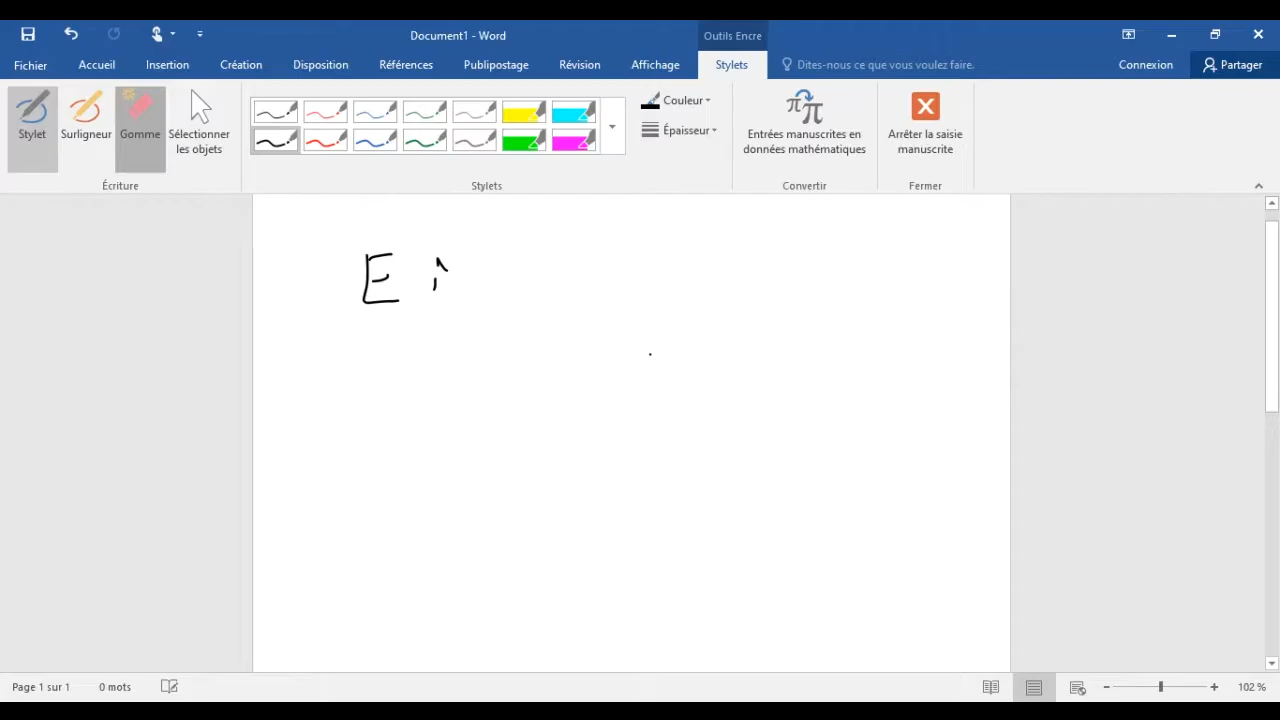 Document1 - Word
Outils Encre
Fichier
Accueil
Insertion
Création
Disposition
Références
Publipostage
Révision
Affichage
Stylets
Dites-nous ce que vous voulez faire.
Connexion
Partager
Stylet
Surligneur
Gomme
Sélectionner
les objets
Couleur
Épaisseur
Entrées manuscrites en
données mathématiques
Arrêter la saisie
manuscrite
Écriture
Stylets
Convertir
Fermer
E
Page 1 sur 1
0 mots
102 %